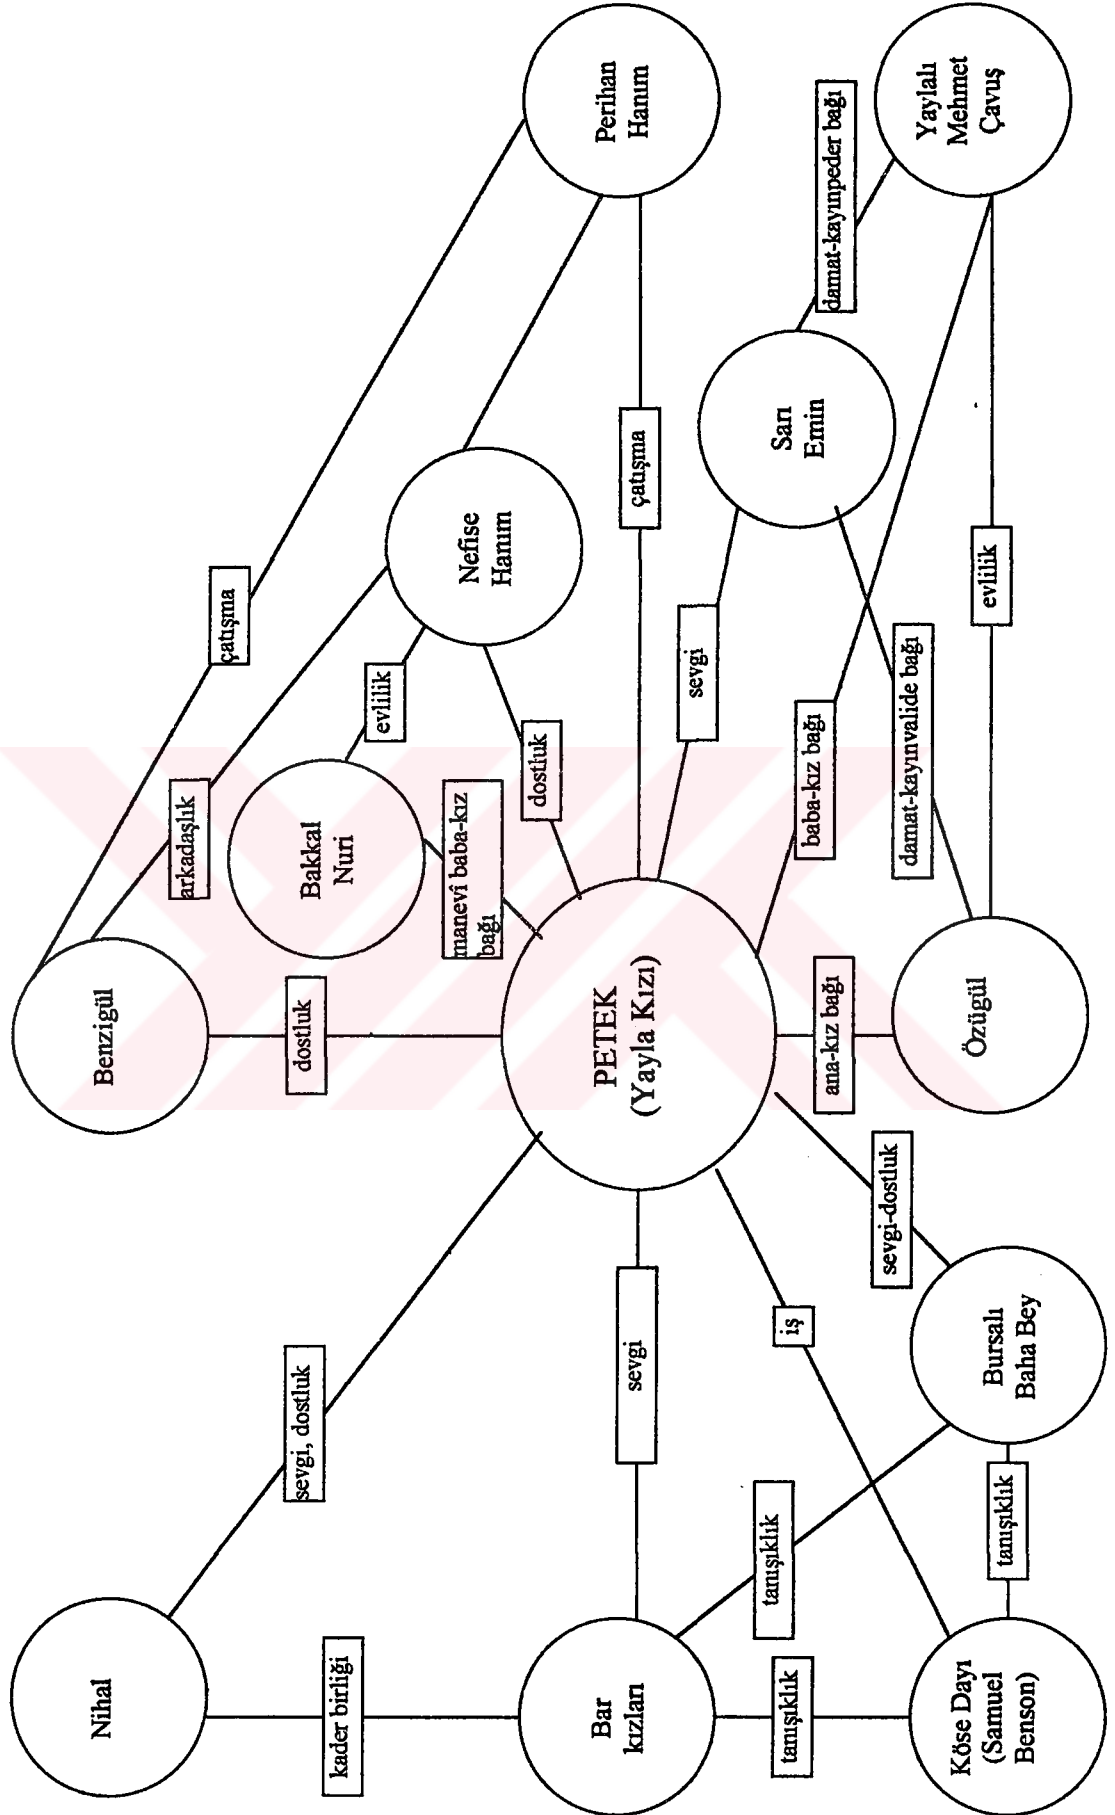 Nihal
sevgi, dostluk
kader birliği
Bar
kızları
sevgi
tanışıklık
tanışıklık
Köse Dayı
(Samuel
Benson)
tanışıklık
Bursalı
Baha Bey
sevgi-dostluk
iş
PETEK
(Yayla Kızı)
Benzigül
dostluk
arkadaşlık
çatışma
Bakkal
Nuri
manevî baba-kız
bağı
evlilik
Nefise
Hanım
dostluk
Perihan
Hanım
çatışma
sevgi
Sarı
Emin
damat-kayınpeder bağı
Yaylalı
Mehmet
Çavuş
baba-kız bağı
damat-kayınvalide bağı
evlilik
ana-kız bağı
Özügül